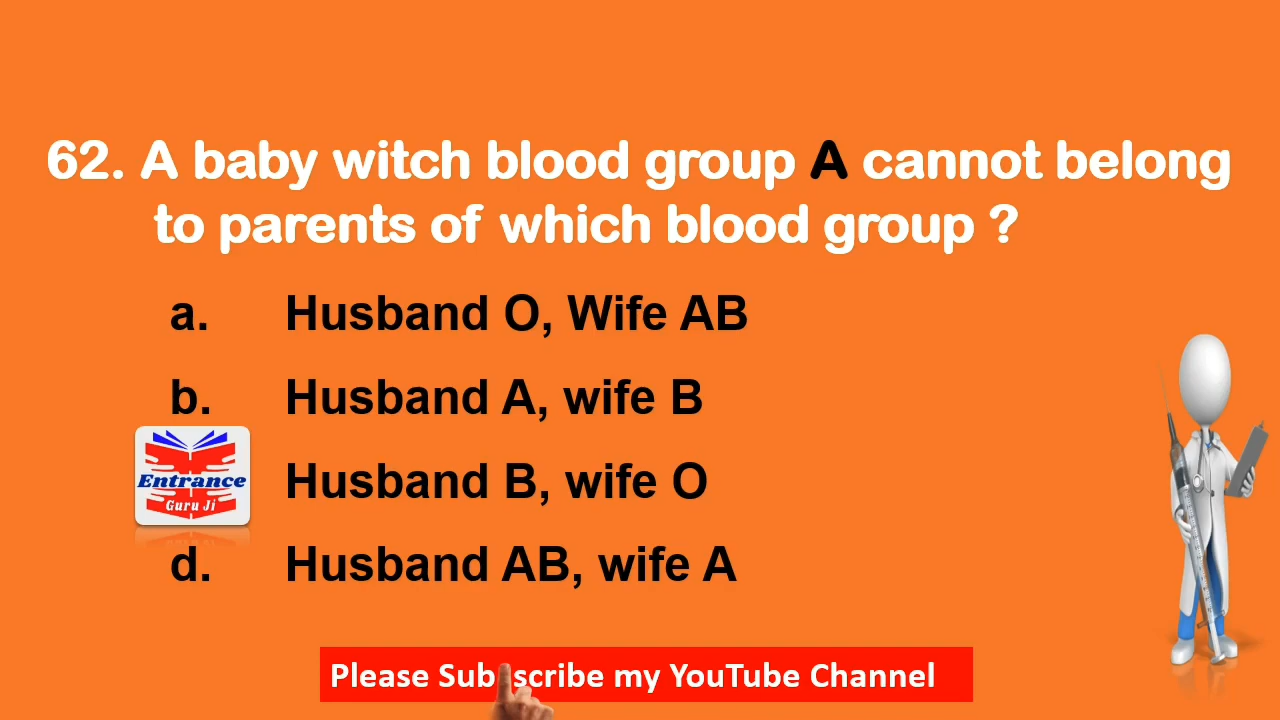 62. A baby witch blood group A cannot belong
to parents of which blood group ?
a. Husband O, Wife AB
b. Husband A, wife B
Entrance
Guru Ji
Husband B, wife O
d. Husband AB, wife A
Please Subscribe my YouTube Channel